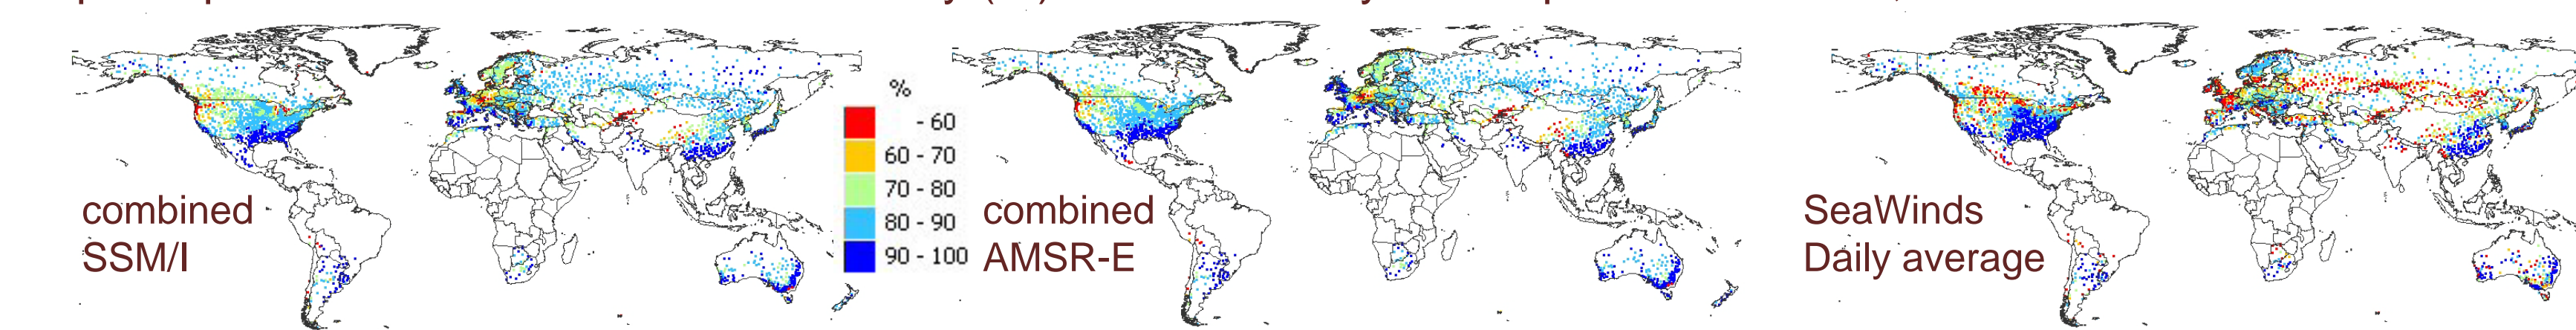 combined
SSM/I
%
- 60
60 - 70
70 - 80
80 - 90
90 - 100
combined
AMSR-E
SeaWinds
Daily average